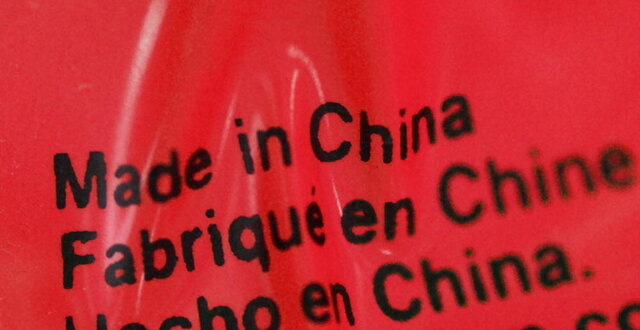 Made in China
Fabriqué en Chine
Hecho en China.